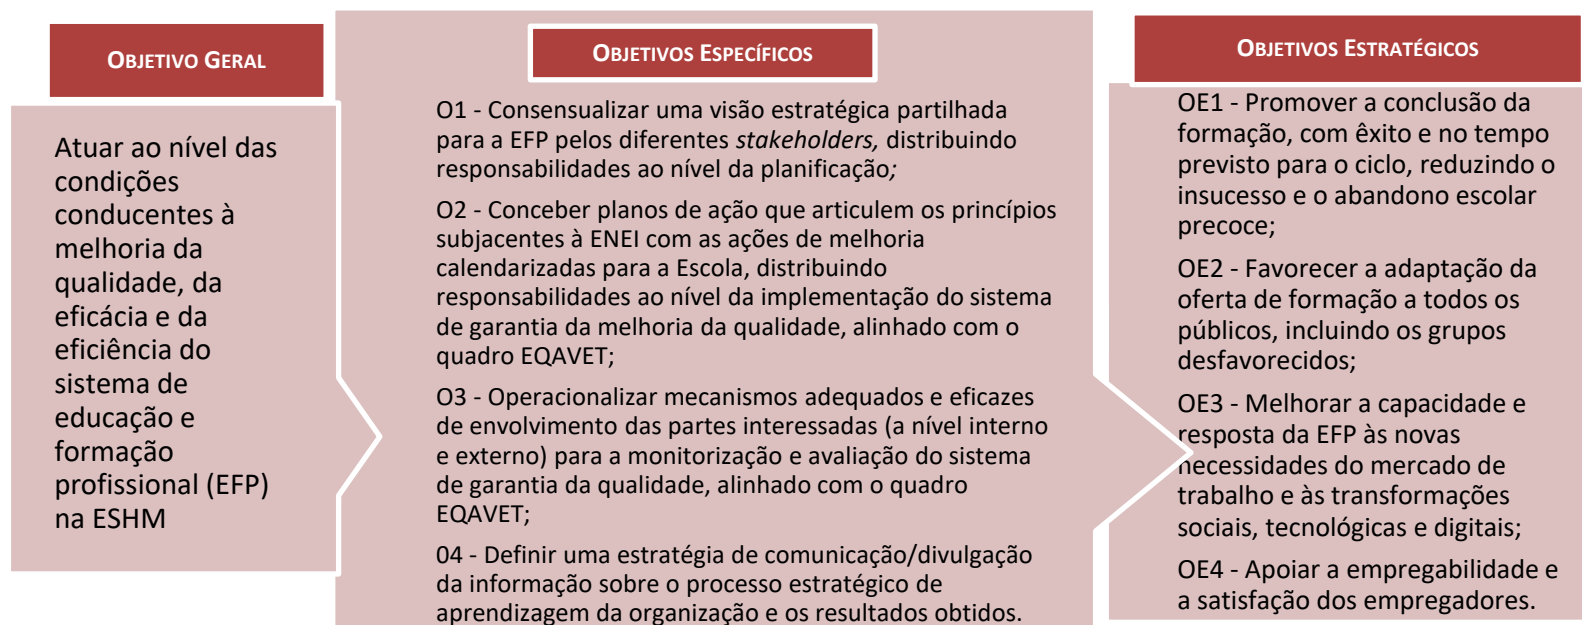 OBJETIVO GERAL
Atuar ao nível das
condições
conducentes à
melhoria da
qualidade, da
eficácia e da
eficiência do
sistema de
educação e
formação
profissional (EFP)
na ESHM
OBJETIVOS ESPECÍFICOS
O1 - Consensualizar uma visão estratégica partilhada
para a EFP pelos diferentes stakeholders, distribuindo
responsabilidades ao nível da planificação;
O2 - Conceber planos de ação que articulem os princípios
subjacentes à ENEI com as ações de melhoria
calendarizadas para a Escola, distribuindo
responsabilidades ao nível da implementação do sistema
de garantia da melhoria da qualidade, alinhado com o
quadro EQAVET;
O3 - Operacionalizar mecanismos adequados e eficazes
de envolvimento das partes interessadas (a nível interno
e externo) para a monitorização e avaliação do sistema
de garantia da qualidade, alinhado com o quadro
EQAVET;
04 - Definir uma estratégia de comunicação/divulgação
da informação sobre o processo estratégico de
aprendizagem da organização e os resultados obtidos.
OBJETIVOS ESTRATÉGICOS
OE1 - Promover a conclusão da
formação, com êxito e no tempo
previsto para o ciclo, reduzindo o
insucesso e o abandono escolar
precoce;
OE2 - Favorecer a adaptação da
oferta de formação a todos os
públicos, incluindo os grupos
desfavorecidos;
OE3 - Melhorar a capacidade e
resposta da EFP às novas
necessidades do mercado de
trabalho e às transformações
sociais, tecnológicas e digitais;
OE4 - Apoiar a empregabilidade e
a satisfação dos empregadores.